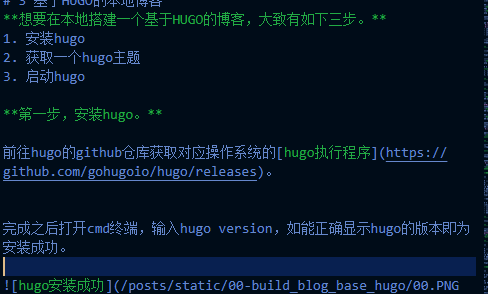 # 3 基于HUGO的本地博客
**想要在本地搭建一个基于HUGO的博客，大致有如下三步。**
1. 安装hugo
2. 获取一个hugo主题
3. 启动hugo
**第一步，安装hugo。**
前往hugo的github仓库获取对应操作系统的[hugo执行程序](https://
github.com/gohugoio/hugo/releases)。
完成之后打开cmd终端，输入hugo version，如能正确显示hugo的版本即为
安装成功。
![hugo安装成功](/posts/static/00-build_blog_base_hugo/00.PNG